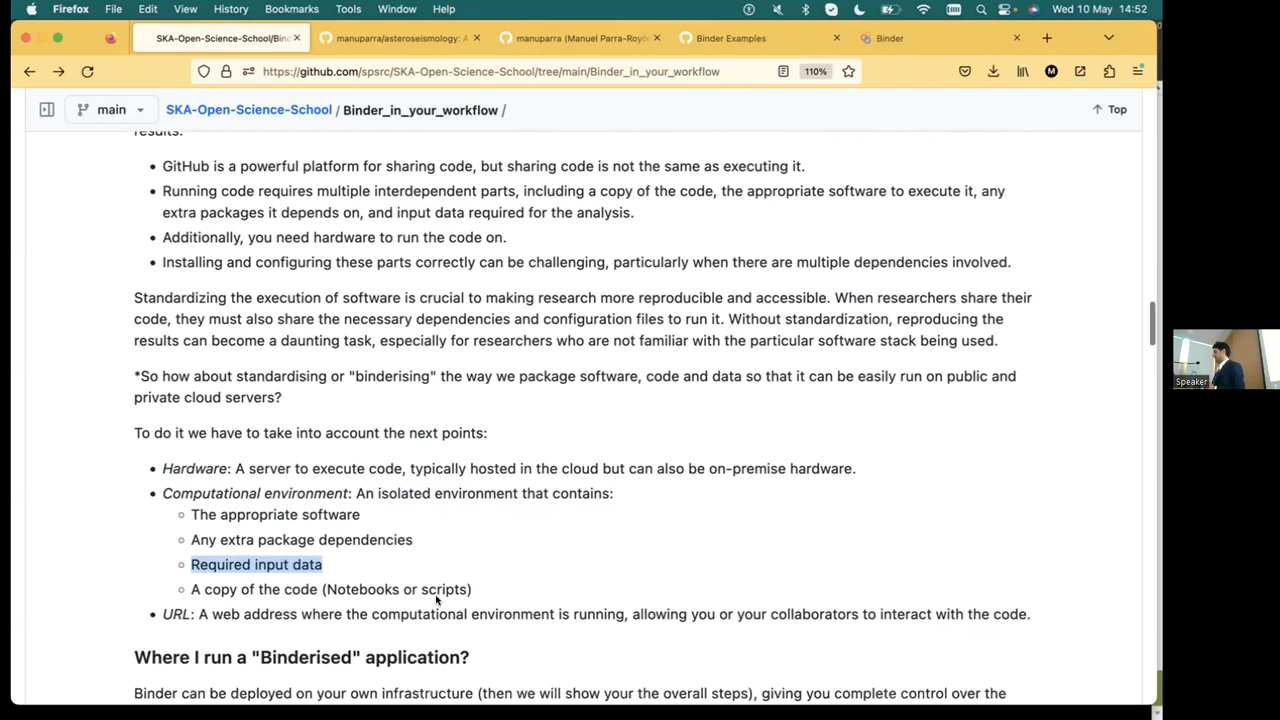 Firefox File Edit View History Bookmarks Tools Window Help Wed 10 May 14:52
SKA-Open-Science-School/Bin manuparra/asteroseismology: A manuparra (Manuel Parra-Royó Binder Examples Binder
https://github.com/spsrc/SKA-Open-Science-School/tree/main/Binder_in_your_workflow 110% M
main SKA-Open-Science-School / Binder_in_your_workflow / Top
results.
• GitHub is a powerful platform for sharing code, but sharing code is not the same as executing it.
• Running code requires multiple interdependent parts, including a copy of the code, the appropriate software to execute it, any
extra packages it depends on, and input data required for the analysis.
• Additionally, you need hardware to run the code on.
• Installing and configuring these parts correctly can be challenging, particularly when there are multiple dependencies involved.
Standardizing the execution of software is crucial to making research more reproducible and accessible. When researchers share their
code, they must also share the necessary dependencies and configuration files to run it. Without standardization, reproducing the
results can become a daunting task, especially for researchers who are not familiar with the particular software stack being used.
*So how about standardising or "binderising" the way we package software, code and data so that it can be easily run on public and
private cloud servers?
To do it we have to take into account the next points:
• Hardware: A server to execute code, typically hosted in the cloud but can also be on-premise hardware.
• Computational environment: An isolated environment that contains:
○ The appropriate software
○ Any extra package dependencies
○ Required input data
○ A copy of the code (Notebooks or scripts)
• URL: A web address where the computational environment is running, allowing you or your collaborators to interact with the code.
Where I run a "Binderised" application?
Binder can be deployed on your own infrastructure (then we will show your the overall steps), giving you complete control over the
Speaker